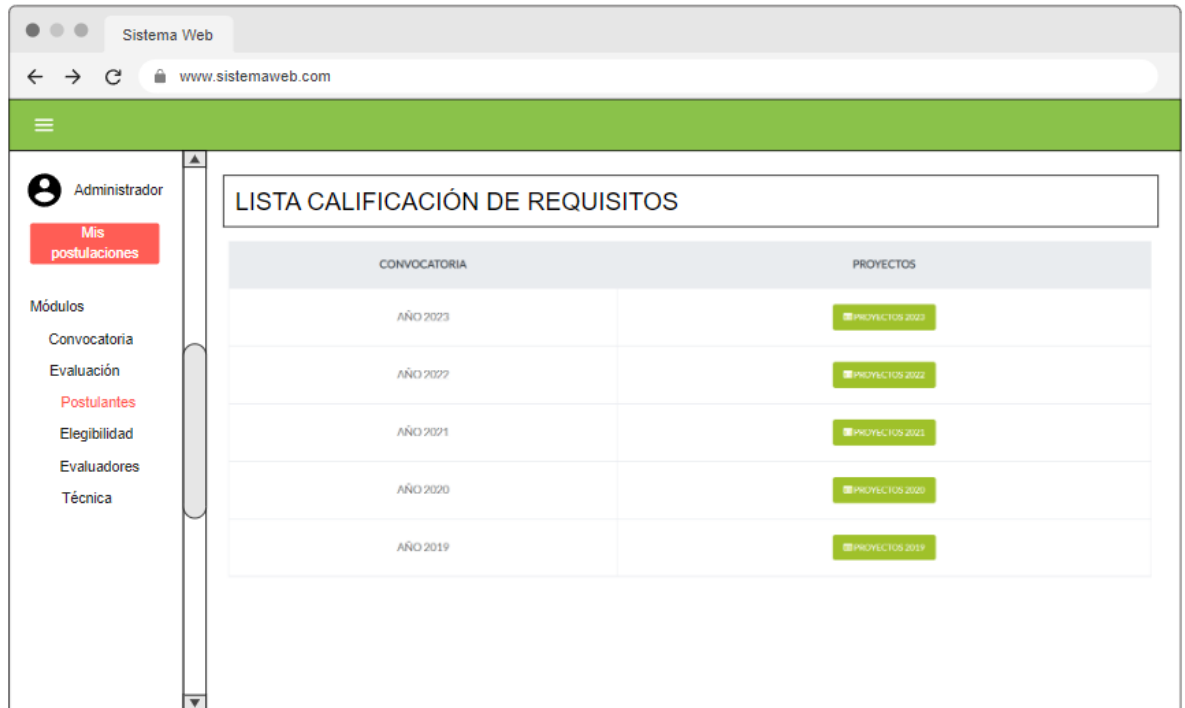 Sistema Web
www.sistemaweb.com
Administrador
Mis
postulaciones
Módulos
Convocatoria
Evaluación
Postulantes
Elegibilidad
Evaluadores
Técnica
LISTA CALIFICACIÓN DE REQUISITOS
CONVOCATORIA PROYECTOS
AÑO 2023 PROYECTOS 2023
AÑO 2022 PROYECTOS 2022
AÑO 2021 PROYECTOS 2021
AÑO 2020 PROYECTOS 2020
AÑO 2019 PROYECTOS 2019